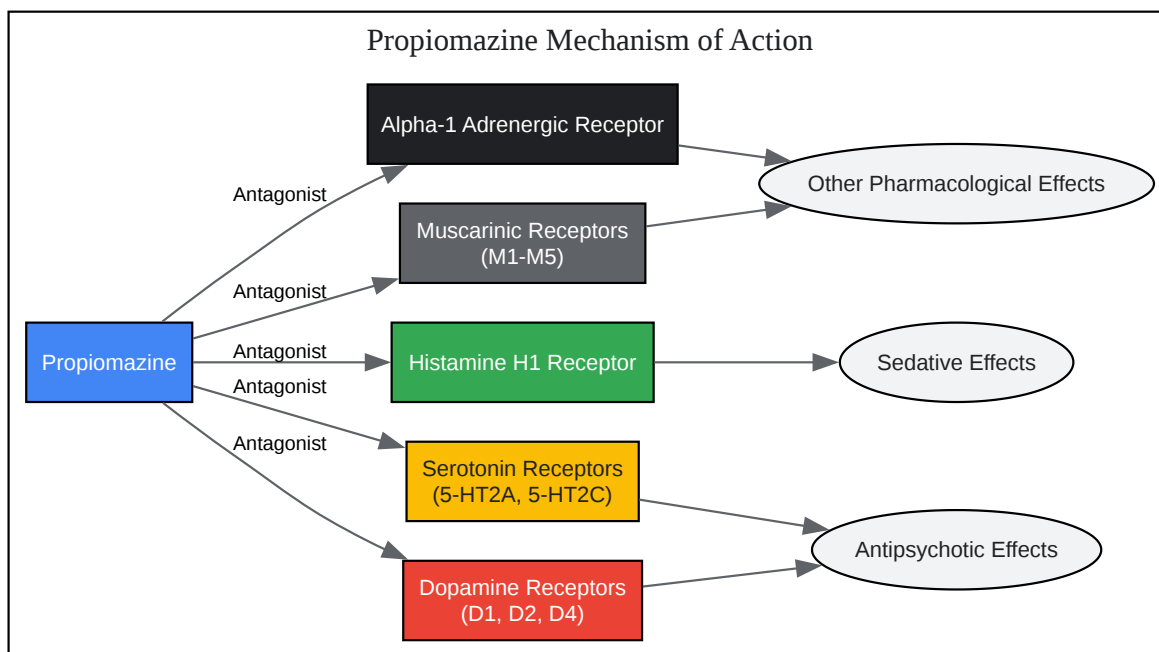 Propiomazine Mechanism of Action
Alpha-1 Adrenergic Receptor
Antagonist
Other Pharmacological Effects
Muscarinic Receptors
(M1-M5)
Antagonist
Propiomazine
Antagonist
Histamine H1 Receptor
Sedative Effects
Antagonist
Serotonin Receptors
(5-HT2A, 5-HT2C)
Antagonist
Antipsychotic Effects
Dopamine Receptors
(D1, D2, D4)